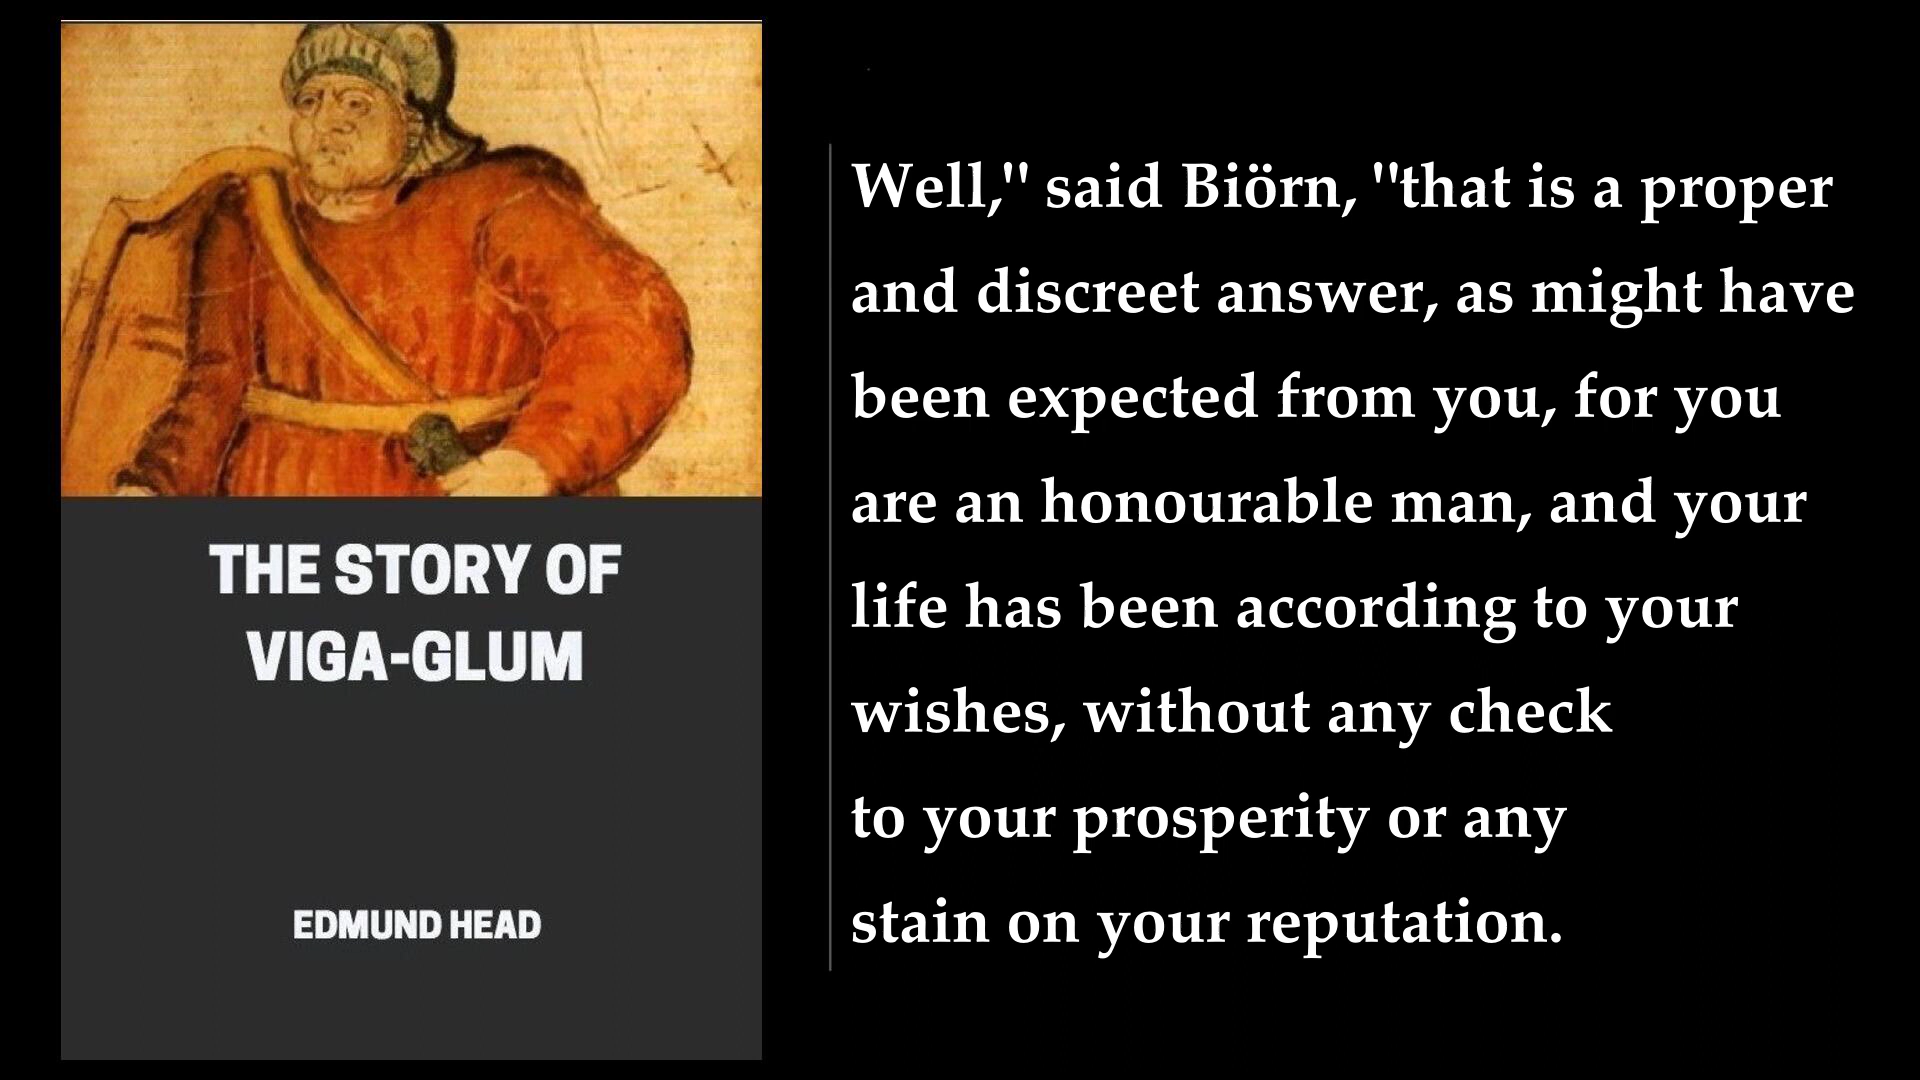 THE STORY OF
VIGA-GLUM
EDMUND HEAD
Well," said Biörn, "that is a proper
and discreet answer, as might have
been expected from you, for you
are an honourable man, and your
life has been according to your
wishes, without any check
to your prosperity or any
stain on your reputation.